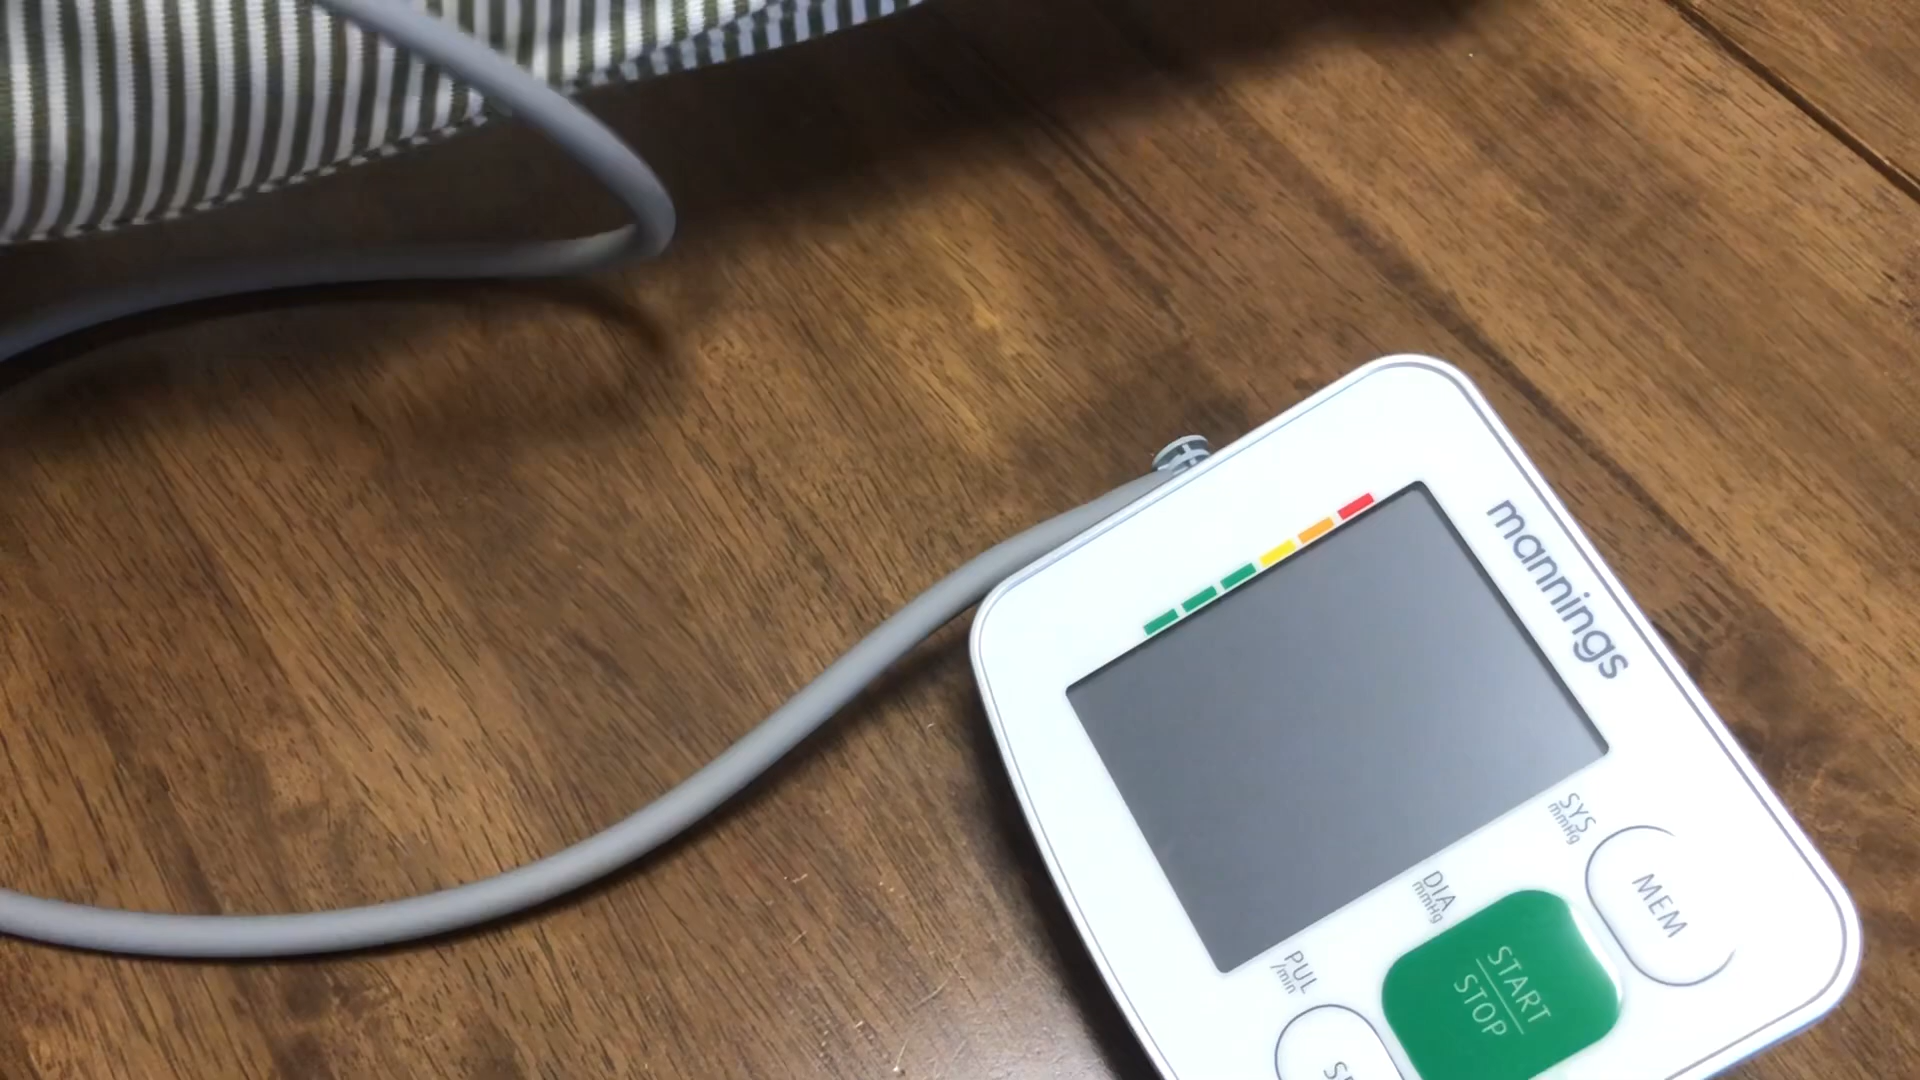 mannings
SYS
mmHg
DIA
mmHg
PUL
/min
MEM
START
STOP